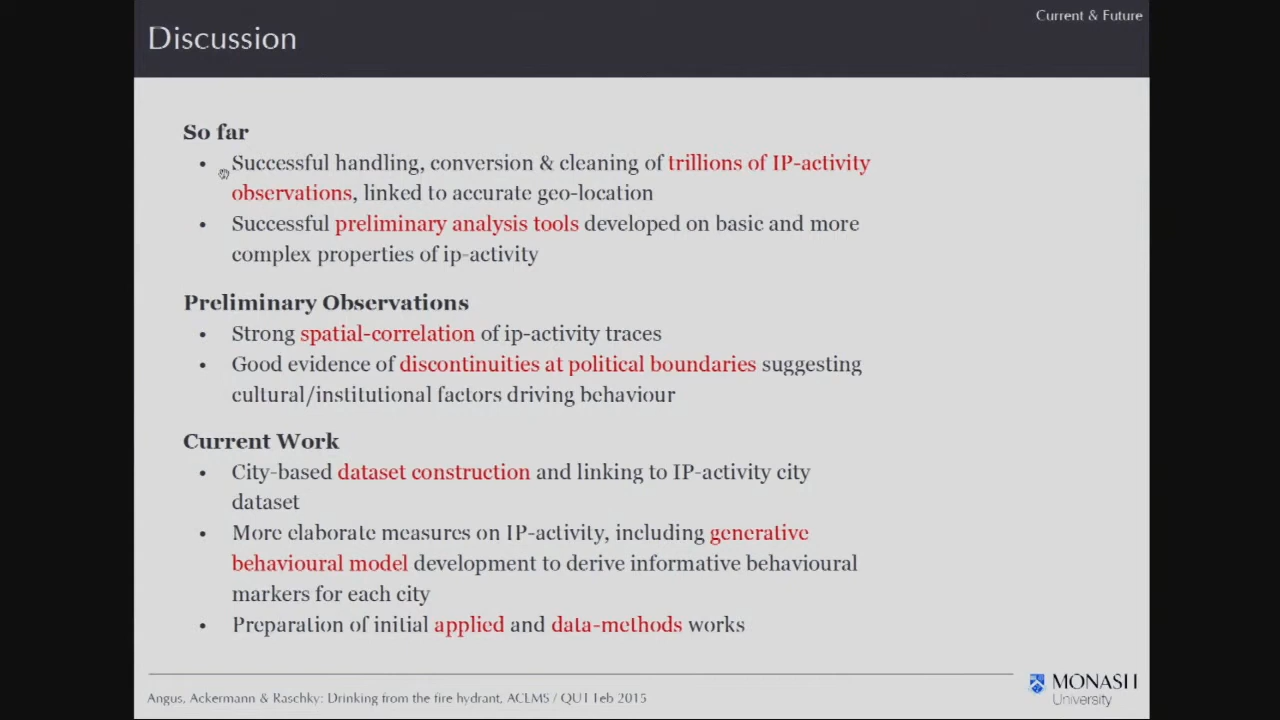 Current & Future
Discussion
So far
• Successful handling, conversion & cleaning of trillions of IP-activity
observations, linked to accurate geo-location
• Successful preliminary analysis tools developed on basic and more
complex properties of ip-activity
Preliminary Observations
• Strong spatial-correlation of ip-activity traces
• Good evidence of discontinuities at political boundaries suggesting
cultural/institutional factors driving behaviour
Current Work
• City-based dataset construction and linking to IP-activity city
dataset
• More elaborate measures on IP-activity, including generative
behavioural model development to derive informative behavioural
markers for each city
• Preparation of initial applied and data-methods works
Angus, Ackermann & Raschky: Drinking from the fire hydrant, ACEMS / QUT Feb 2015
MONASH
University